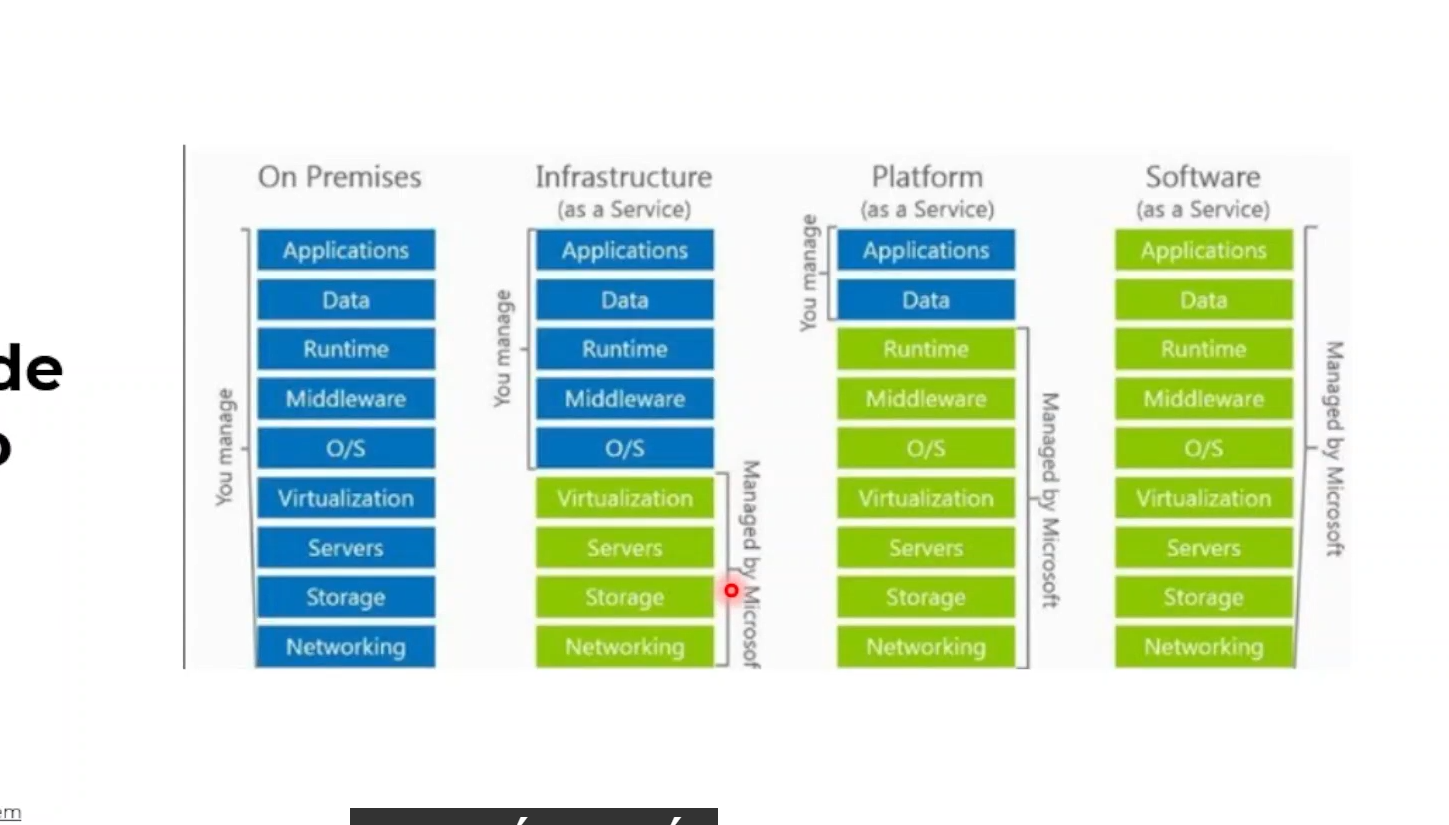 de
On Premises
Infrastructure
(as a Service)
Platform
(as a Service)
Software
(as a Service)
You manage
Applications
Data
Runtime
Middleware
O/S
Virtualization
Servers
Storage
Networking
You manage
Applications
Data
Runtime
Middleware
O/S
Virtualization
Servers
Storage
Networking
Managed by Microsof
You manage
Applications
Data
Runtime
Middleware
O/S
Virtualization
Servers
Storage
Networking
Managed by Microsoft
Applications
Data
Runtime
Middleware
O/S
Virtualization
Servers
Storage
Networking
Managed by Microsoft
em